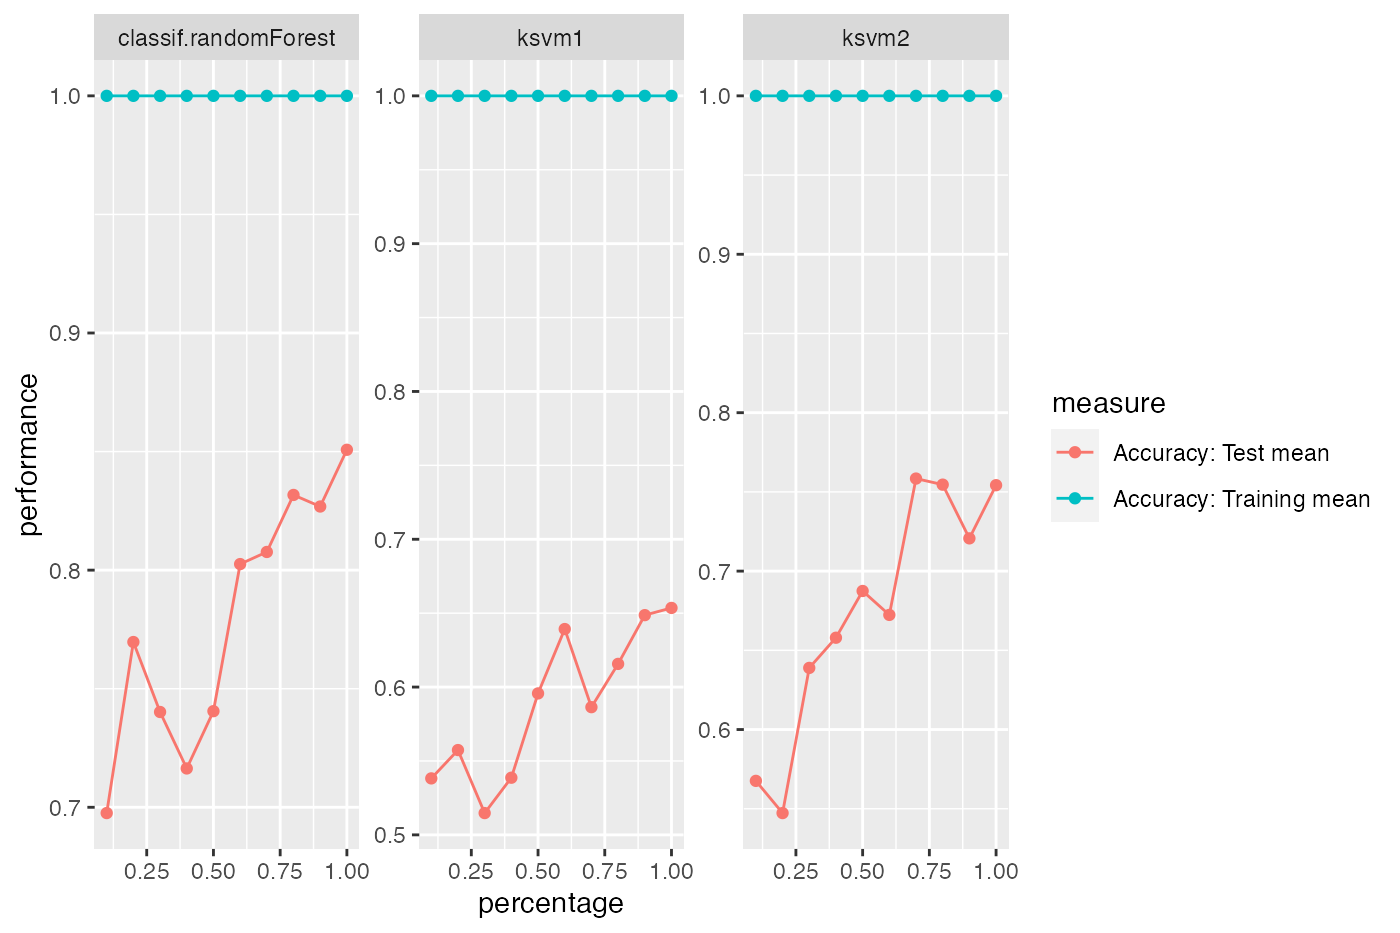 classif.randomForest
ksvm1
ksvm2
performance
1.0
0.9
0.8
0.7
1.0
0.9
0.8
0.7
0.6
0.5
1.0
0.9
0.8
0.7
0.6
0.25 0.50 0.75 1.00
0.25 0.50 0.75 1.00
0.25 0.50 0.75 1.00
percentage
measure
Accuracy: Test mean
Accuracy: Training mean